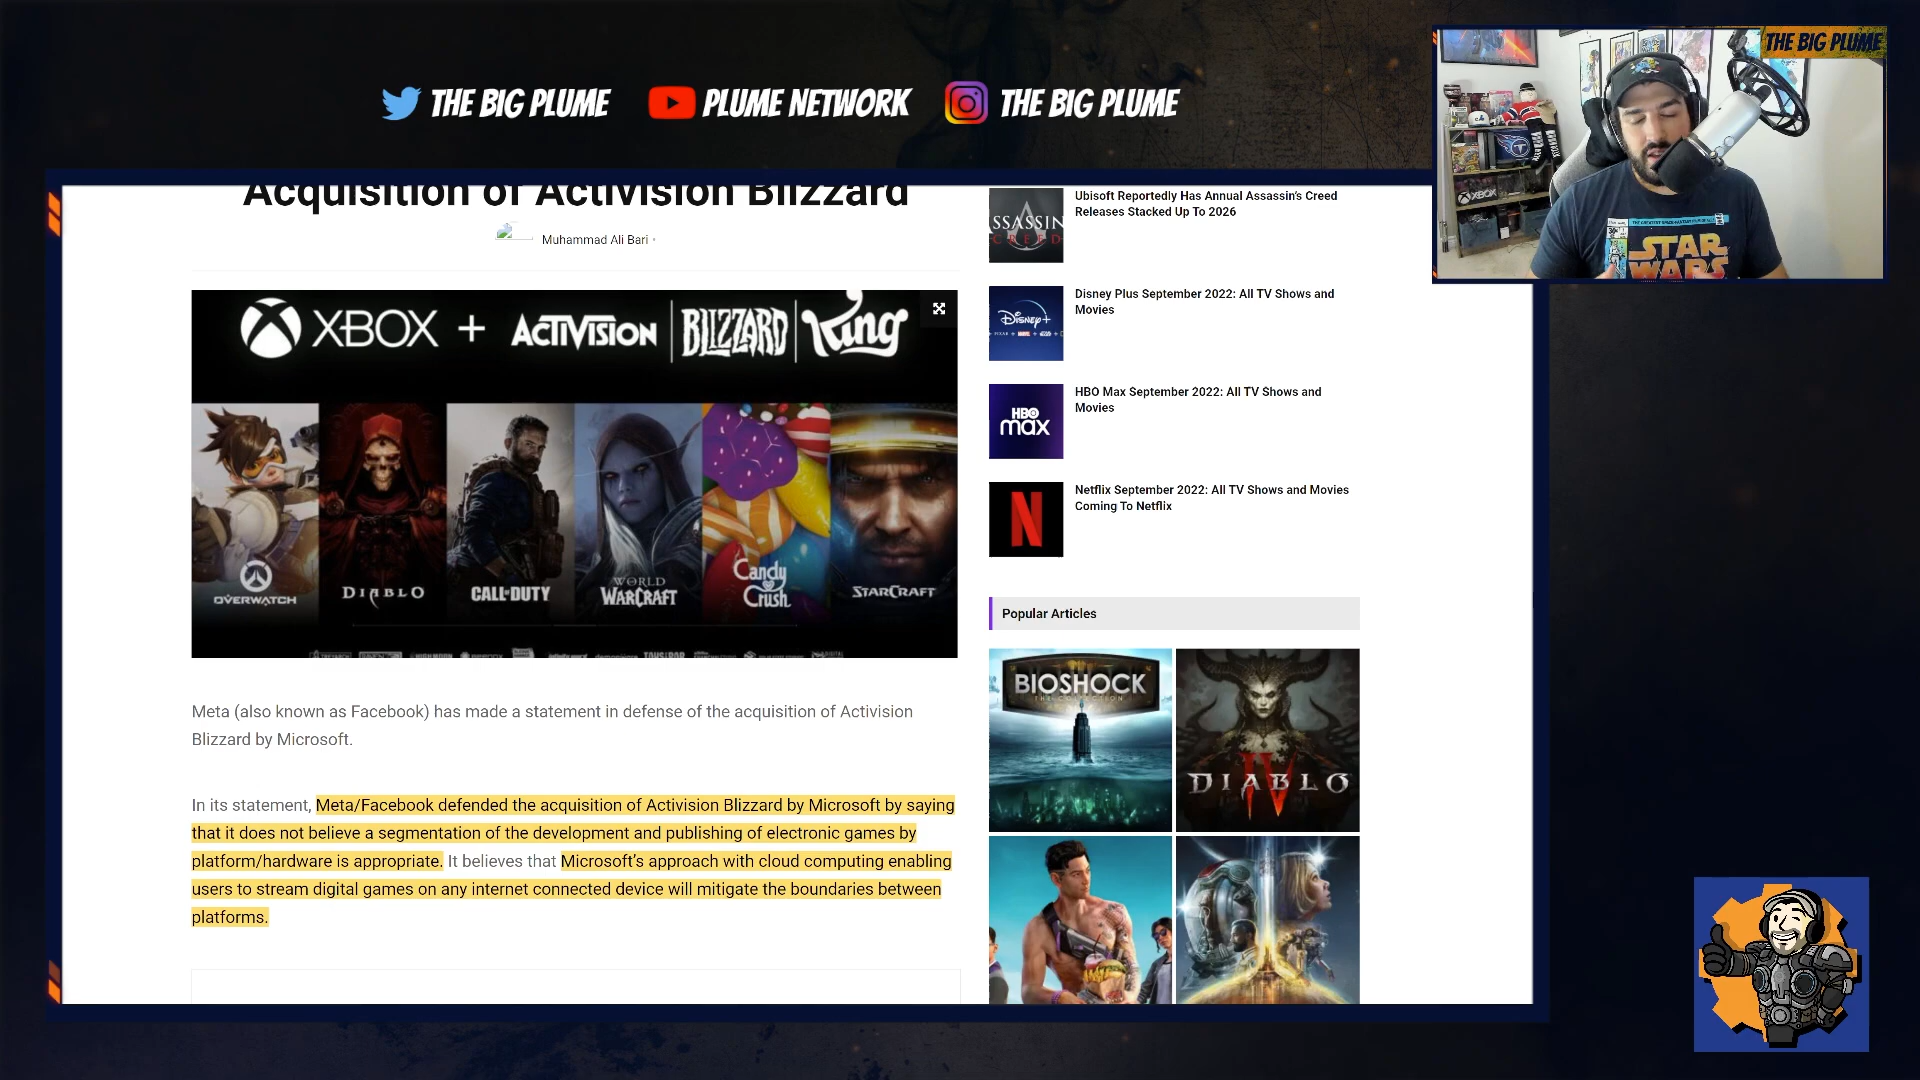 THE BIG PLUME
PLUME NETWORK
THE BIG PLUME
THE BIG PLUME
XBOX
STAR
WARS
Acquisition of Activision Blizzard
Muhammad Ali Bari
XBOX + ACTIVISION | BLIZZARD | King
OVERWATCH
DIABLO
CALL OF DUTY
WORLD
WARCRAFT
Candy
Crush
STARCRAFT
Meta (also known as Facebook) has made a statement in defense of the acquisition of Activision
Blizzard by Microsoft.
In its statement, Meta/Facebook defended the acquisition of Activision Blizzard by Microsoft by saying
that it does not believe a segmentation of the development and publishing of electronic games by
platform/hardware is appropriate. It believes that Microsoft's approach with cloud computing enabling
users to stream digital games on any internet connected device will mitigate the boundaries between
platforms.
SSASSIN
CREED
Ubisoft Reportedly Has Annual Assassin's Creed
Releases Stacked Up To 2026
Disney+
Disney Plus September 2022: All TV Shows and
Movies
HBO
max
HBO Max September 2022: All TV Shows and
Movies
N
Netflix September 2022: All TV Shows and Movies
Coming To Netflix
Popular Articles
BIOSHOCK
THE COLLECTION
DIABLO
IV